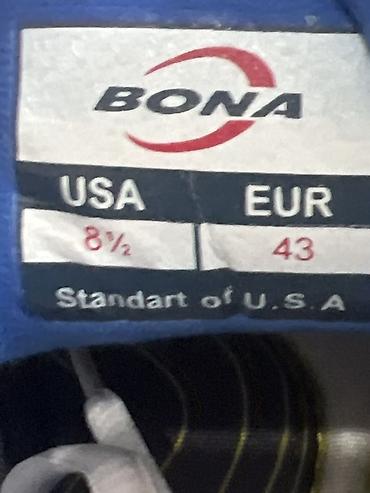 BONA
USA EUR
8½ 43
Standart of U.S.A